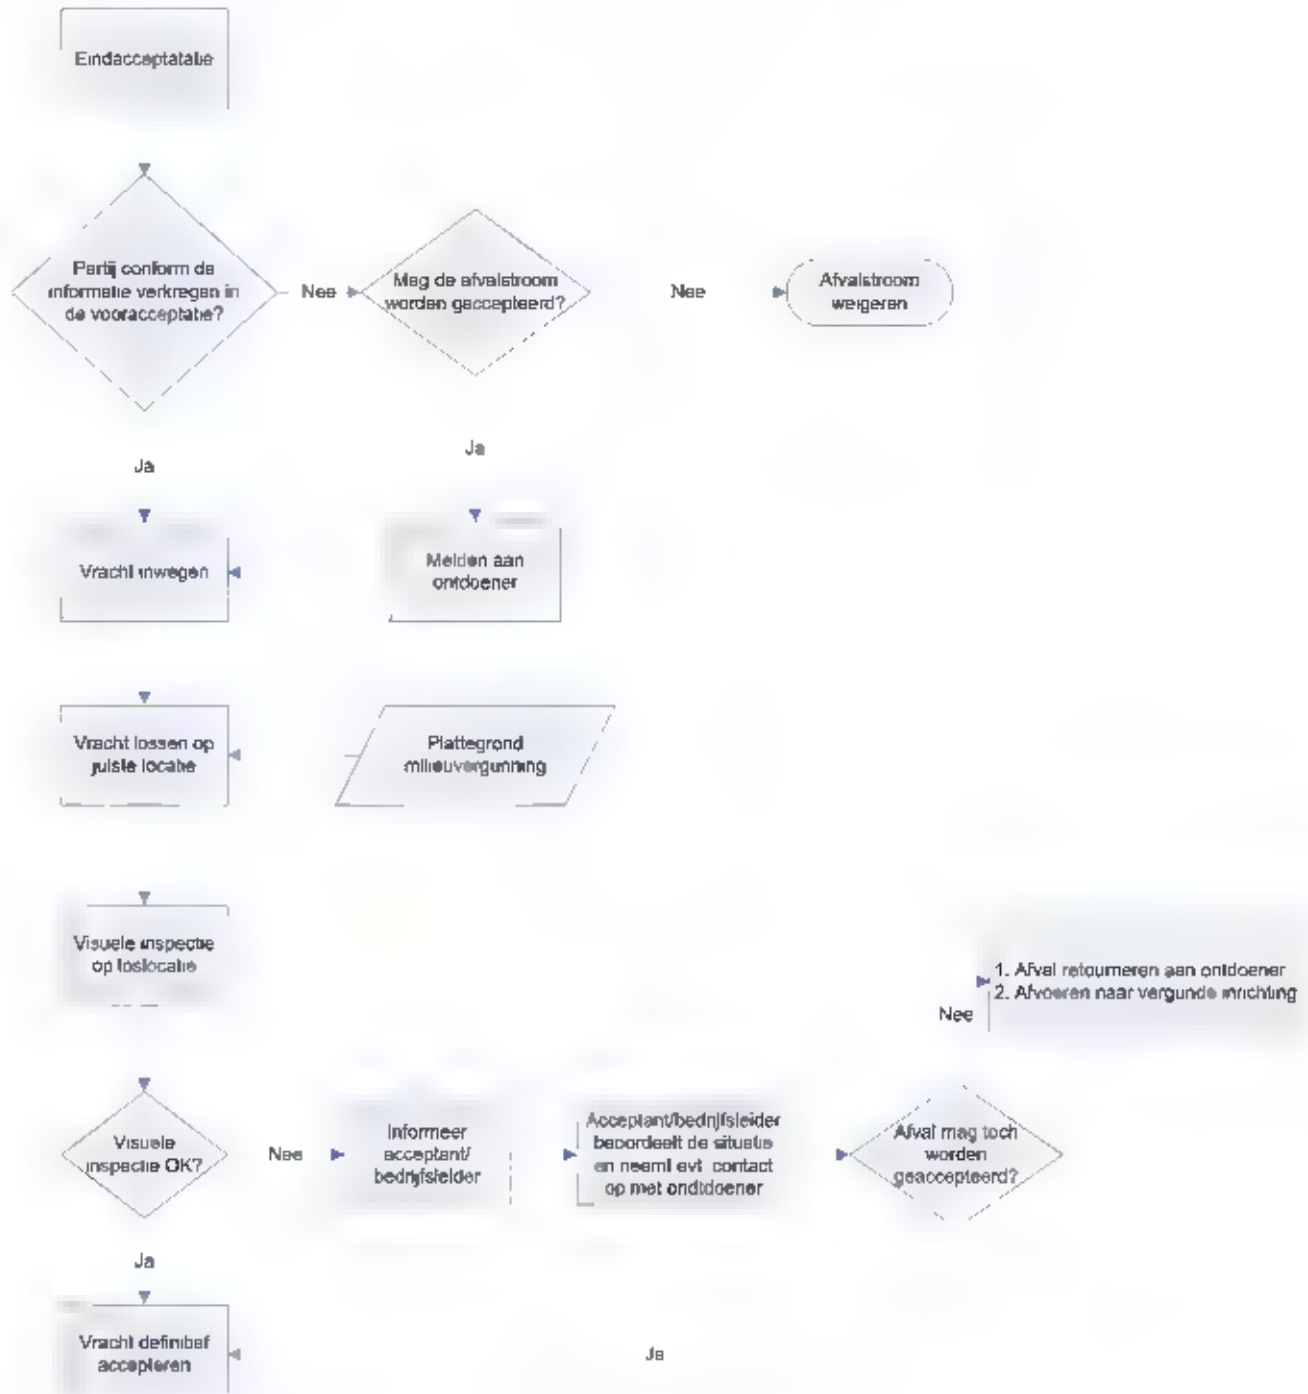 Eindacceptatatie
Partij conform de
informatie verkregen in
de vooracceptatie?
Nee
Mag de afvalstroom
worden gaccepteerd?
Nee
Afvalstroom
weigeren
Ja
Ja
Vracht inwegen
Melden aan
ontdoener
Vracht lossen op
juiste locatie
Plattegrond
milieuvergunning
Visuele inspectie
op loslocatie
1. Afval retourneren aan ontdoener
2. Afvoeren naar vergunde inrichting
Nee
Visuele
inspectie OK?
Nee
Informeer
acceptant/
bedrijfsleider
Acceptant/bedrijfsleider
beoordeelt de situatie
en neemt evt. contact
op met ondtdoener
Afval mag toch
worden
geaccepteerd?
Ja
Vracht definitief
accepteren
Ja